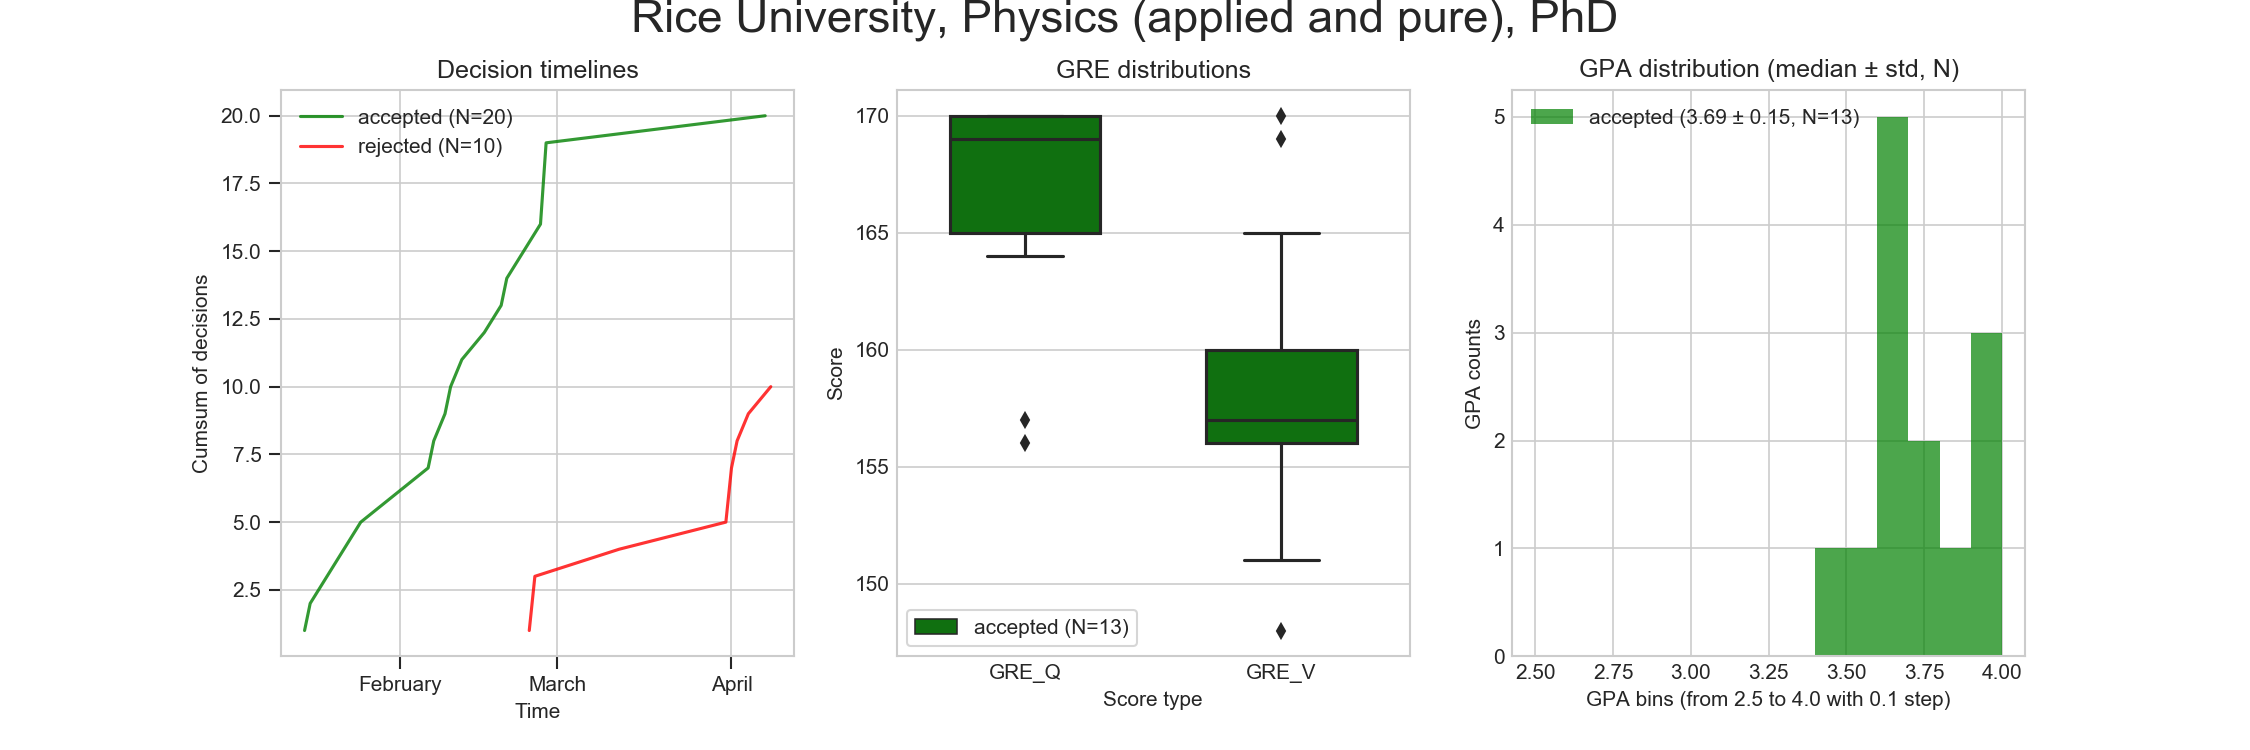 Rice University, Physics (applied and pure), PhD
Decision timelines
accepted (N=20)
rejected (N=10)
20.0
17.5
15.0
12.5
10.0
7.5
5.0
2.5
Cumsum of decisions
February
March
April
Time
GRE distributions
170
165
160
155
150
Score
accepted (N=13)
GRE_Q
GRE_V
Score type
GPA distribution (median ± std, N)
accepted (3.69 ± 0.15, N=13)
5
4
3
2
1
0
GPA counts
2.50
2.75
3.00
3.25
3.50
3.75
4.00
GPA bins (from 2.5 to 4.0 with 0.1 step)